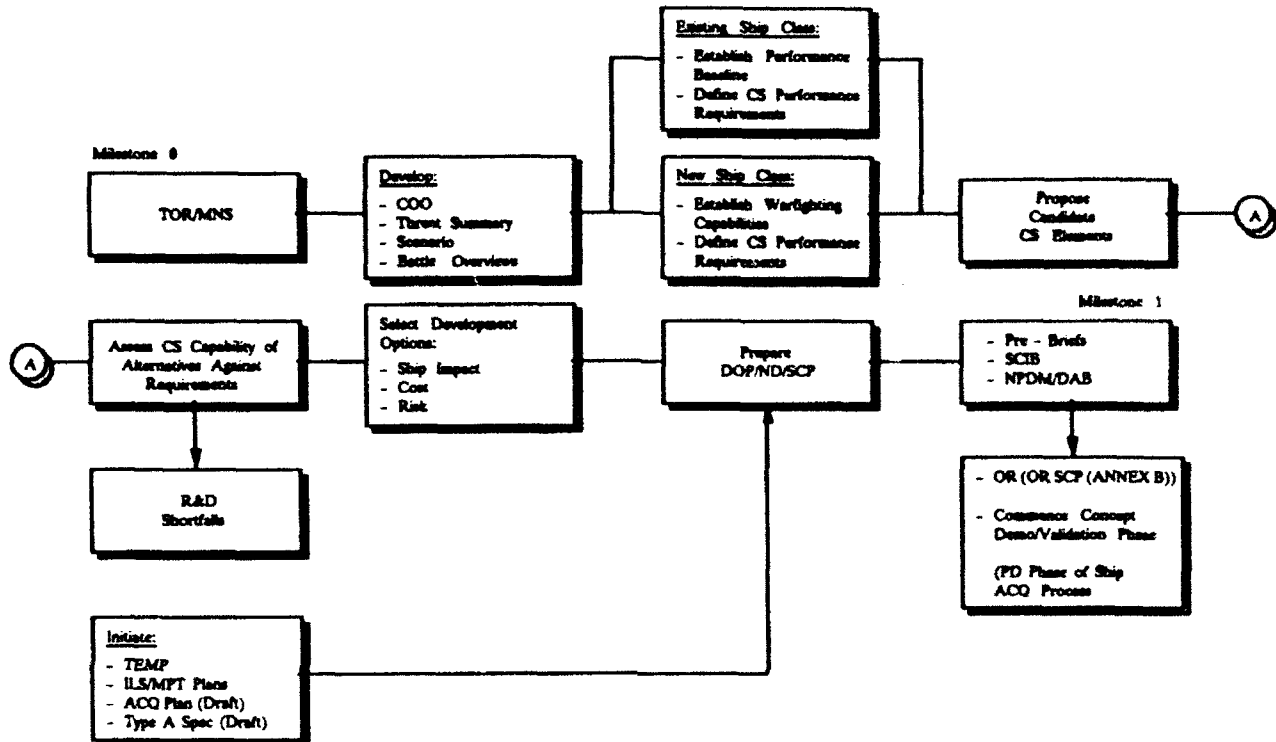 Existing Ship Class:
- Establish Performance
Baseline
- Define CS Performance
Requirements
Milestone 0
TOR/MNS
Develop:
- COO
- Threat Summary
- Scenario
- Battle Overviews
New Ship Class:
- Establish Warfighting
Capabilities
- Define CS Performance
Requirements
Propose
Candidate
CS Elements
A
Milestone 1
A
Assess CS Capability of
Alternatives Against
Requirements
Select Development
Options:
- Ship Impact
- Cost
- Risk
Prepare
DOP/ND/SCP
- Pre - Briefs
- SCIB
- NPDM/DAB
R&D
Shortfalls
- OR (OR SCP (ANNEX B))
- Commence Concept
Demo/Validation Phase
(PD Phase of Ship
ACQ Process
Initiate:
- TEMP
- ILS/MPT Plans
- ACQ Plan (Draft)
- Type A Spec (Draft)